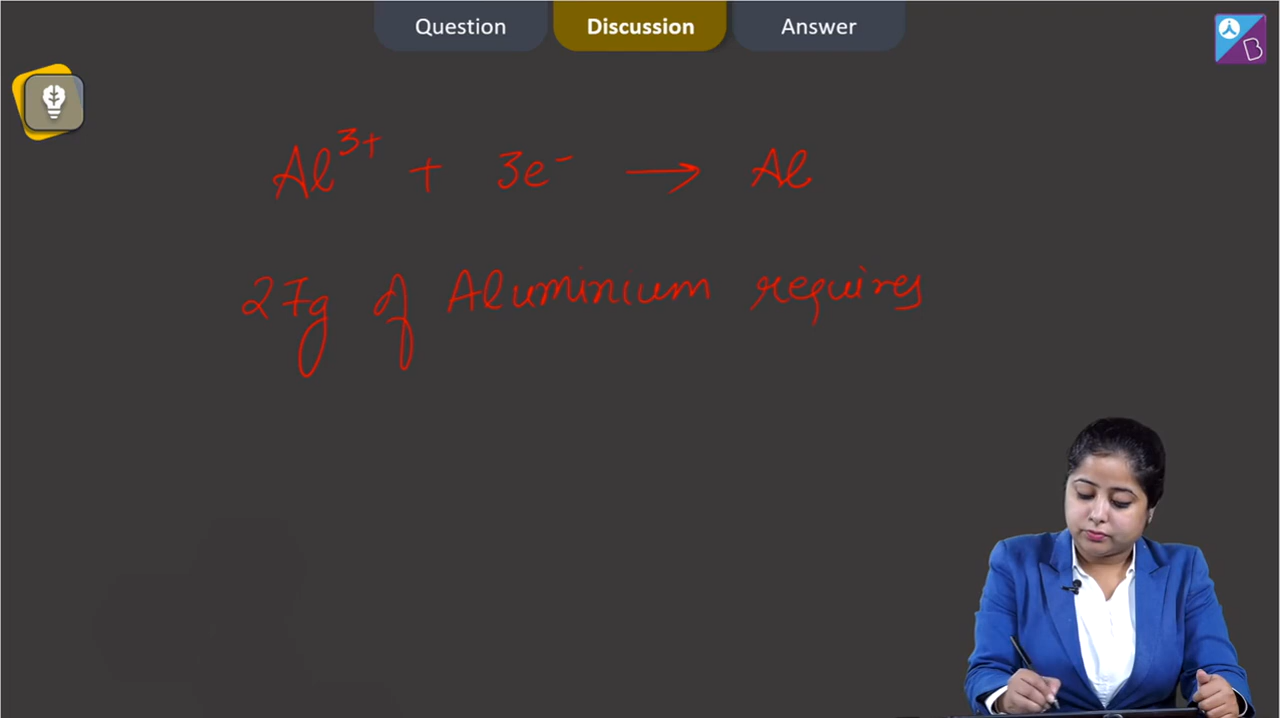 Question Discussion Answer
B
Al³⁺ + 3e⁻ → Al
27g of Aluminium requires